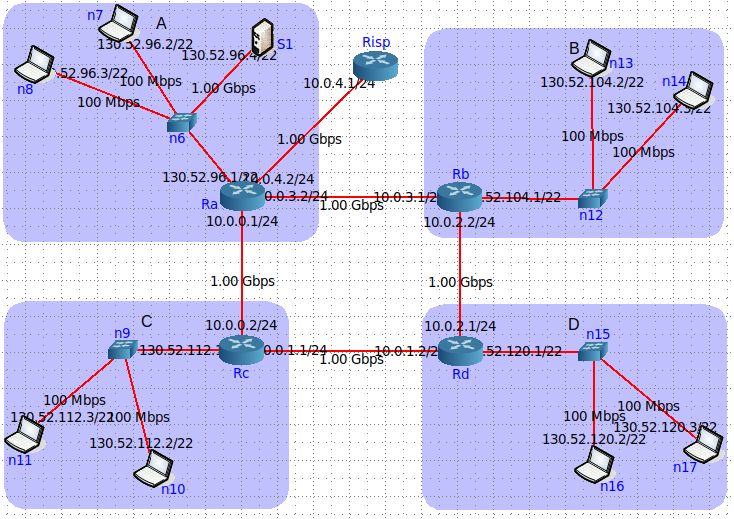 n7
A
130.52.96.2/22
S1
130.52.96.4/22
Risp
B
n13
52.96.3/22
n8
100 Mbps
1.00 Gbps
10.0.4.1/24
130.52.104.2/22
n14
100 Mbps
130.52.104.3/22
n6
1.00 Gbps
100 Mbps
100 Mbps
130.52.96.1/22
0.0.4.2/24
Rb
Ra
0.0.3.2/24
1.00 Gbps
10.0.3.1/2
52.104.1/22
n12
10.0.0.1/24
10.0.2.2/24
1.00 Gbps
1.00 Gbps
n9
C
10.0.0.2/24
10.0.2.1/24
D
n15
130.52.112.
0.0.1.1/24
1.00 Gbps
10.0.1.2
52.120.1/22
Rc
Rd
100 Mbps
100 Mbps
130.52.112.3/22
100 Mbps
100 Mbps
130.52.120.3/22
n11
130.52.112.2/22
130.52.120.2/22
n17
n10
n16